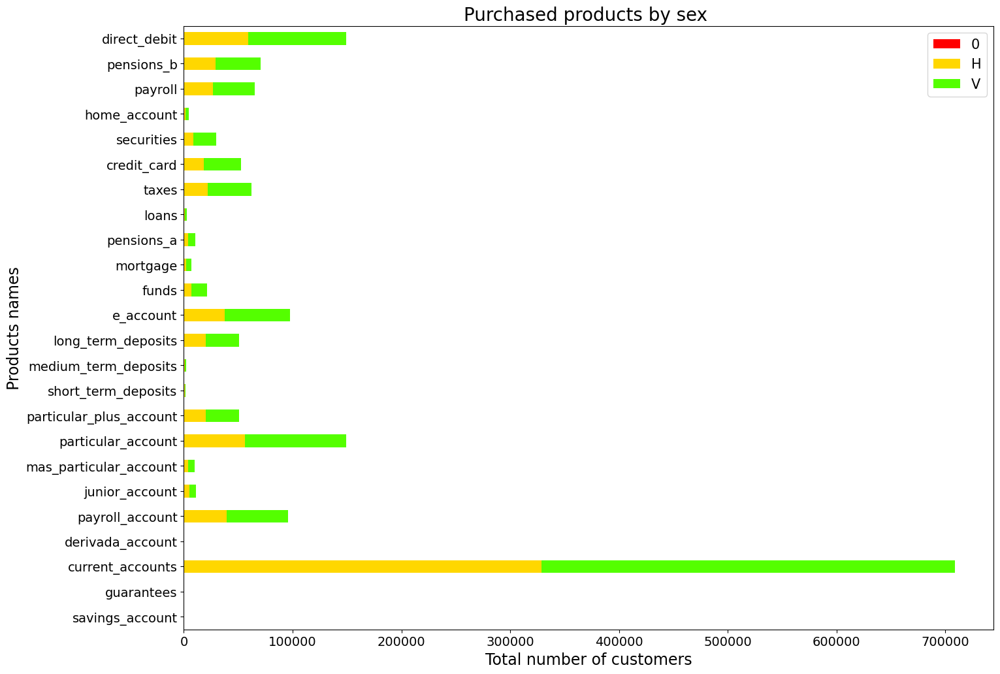 Purchased products by sex
0
H
V
Products names
direct_debit
pensions_b
payroll
home_account
securities
credit_card
taxes
loans
pensions_a
mortgage
funds
e_account
long_term_deposits
medium_term_deposits
short_term_deposits
particular_plus_account
particular_account
mas_particular_account
junior_account
payroll_account
derivada_account
current_accounts
guarantees
savings_account
0 100000 200000 300000 400000 500000 600000 700000
Total number of customers